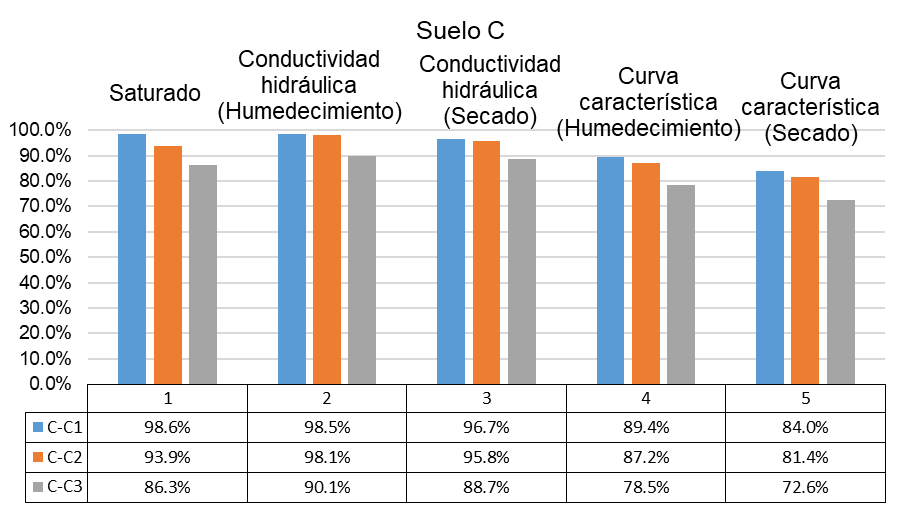 Suelo C
Saturado
Conductividad
hidráulica
(Humedecimiento)
Conductividad
hidráulica
(Secado)
Curva
característica
(Humedecimiento)
Curva
característica
(Secado)
100.0%
90.0%
80.0%
70.0%
60.0%
50.0%
40.0%
30.0%
20.0%
10.0%
0.0%
1 2 3 4 5
C-C1 98.6% 98.5% 96.7% 89.4% 84.0%
C-C2 93.9% 98.1% 95.8% 87.2% 81.4%
C-C3 86.3% 90.1% 88.7% 78.5% 72.6%